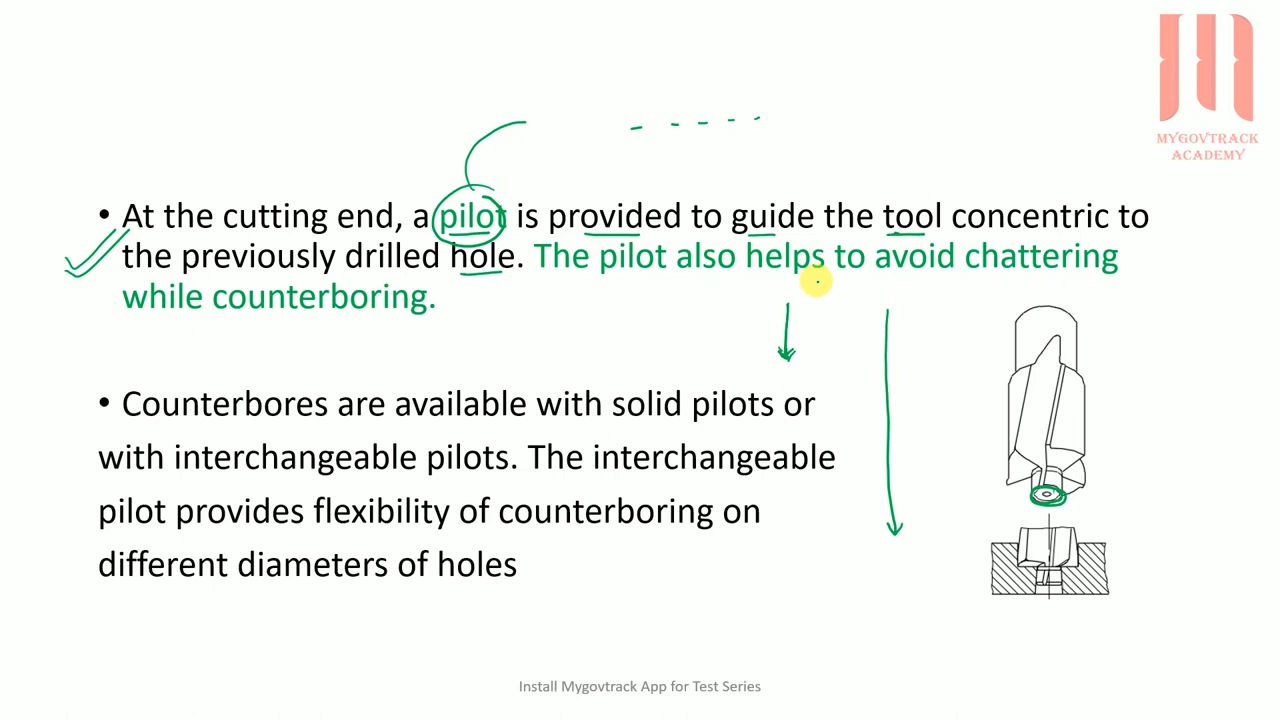 MYGOVTRACK
ACADEMY
• At the cutting end, a pilot is provided to guide the tool concentric to
the previously drilled hole. The pilot also helps to avoid chattering
while counterboring.
• Counterbores are available with solid pilots or
with interchangeable pilots. The interchangeable
pilot provides flexibility of counterboring on
different diameters of holes
Install Mygovtrack App for Test Series